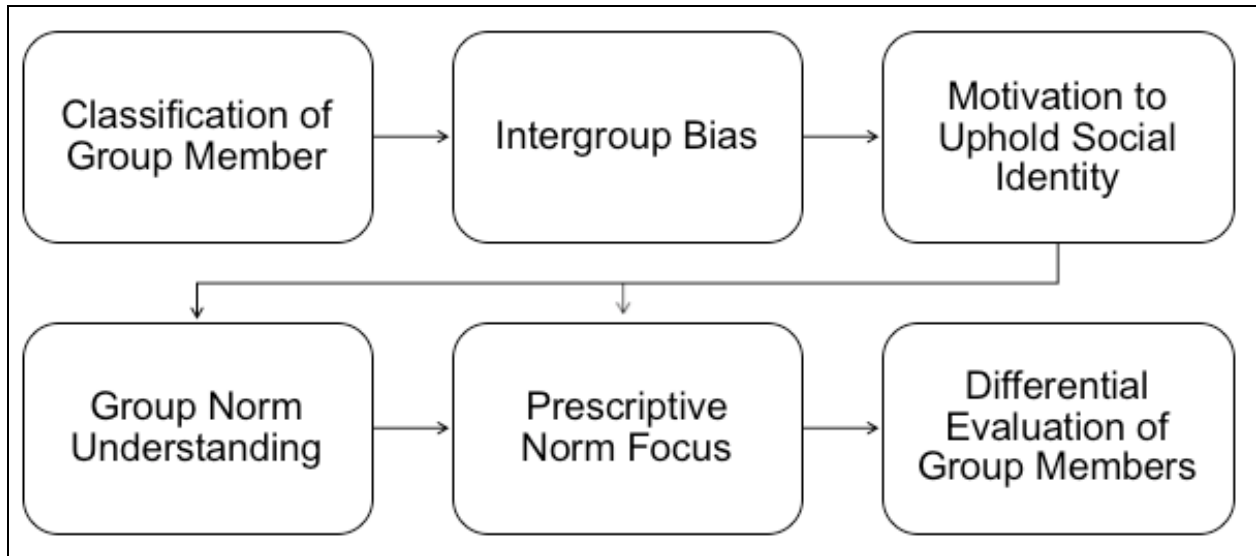 Classification of
Group Member
Intergroup Bias
Motivation to
Uphold Social
Identity
Group Norm
Understanding
Prescriptive
Norm Focus
Differential
Evaluation of
Group Members